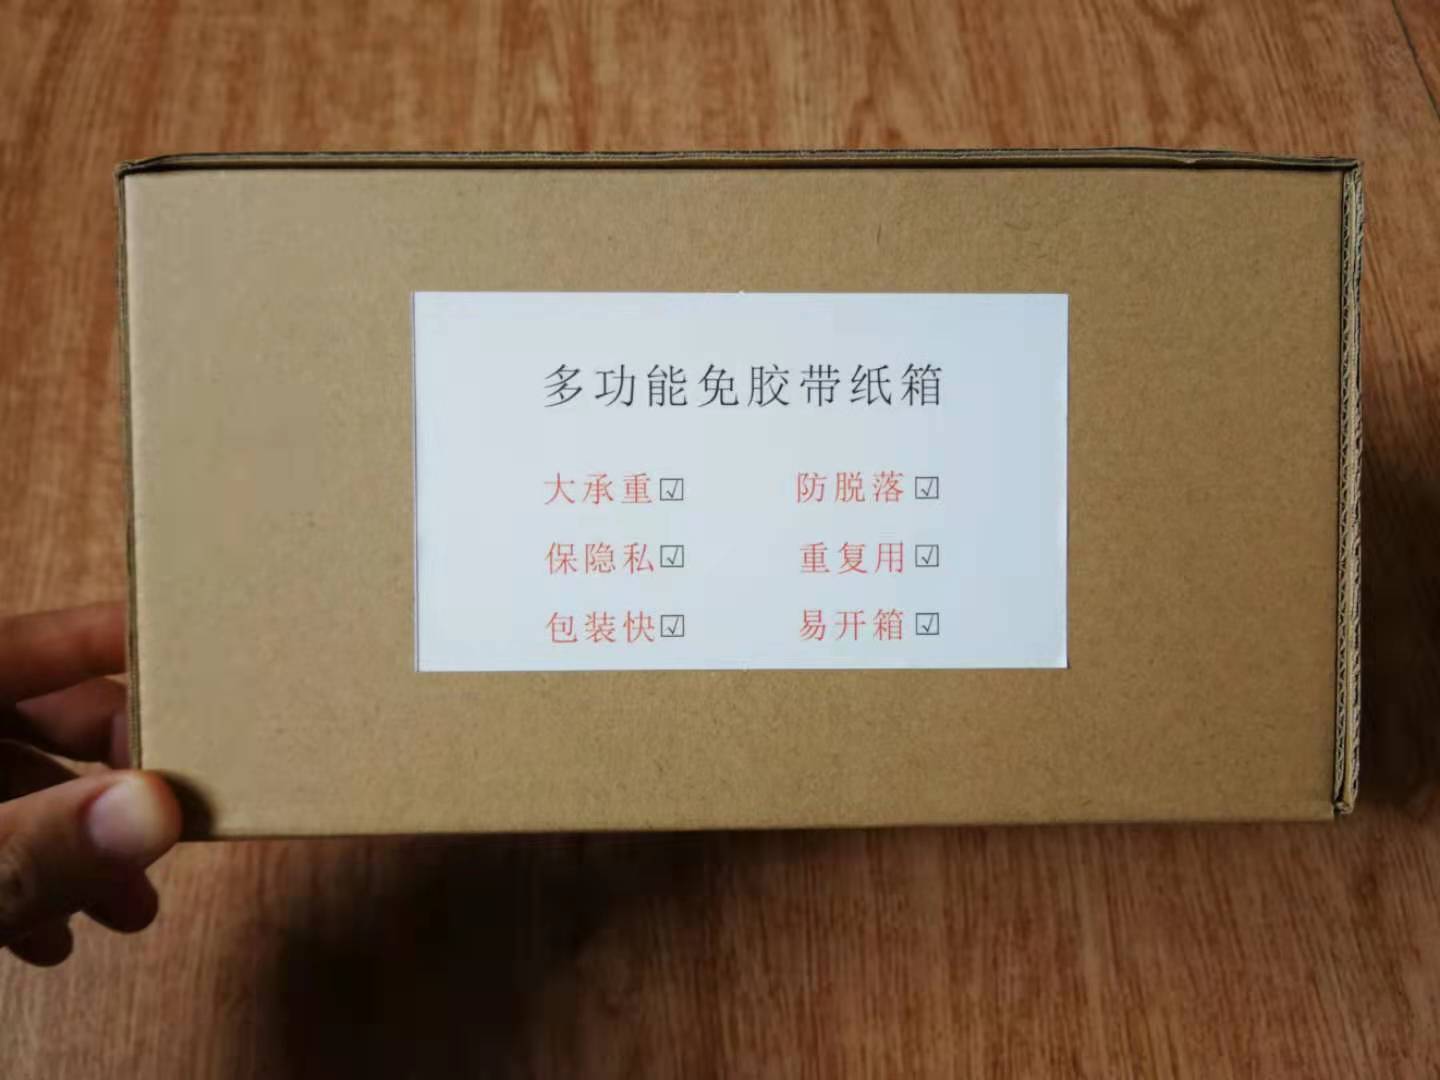 多功能免胶带纸箱
大承重☑ 防脱落☑
保隐私☑ 重复用☑
包装快☑ 易开箱☑